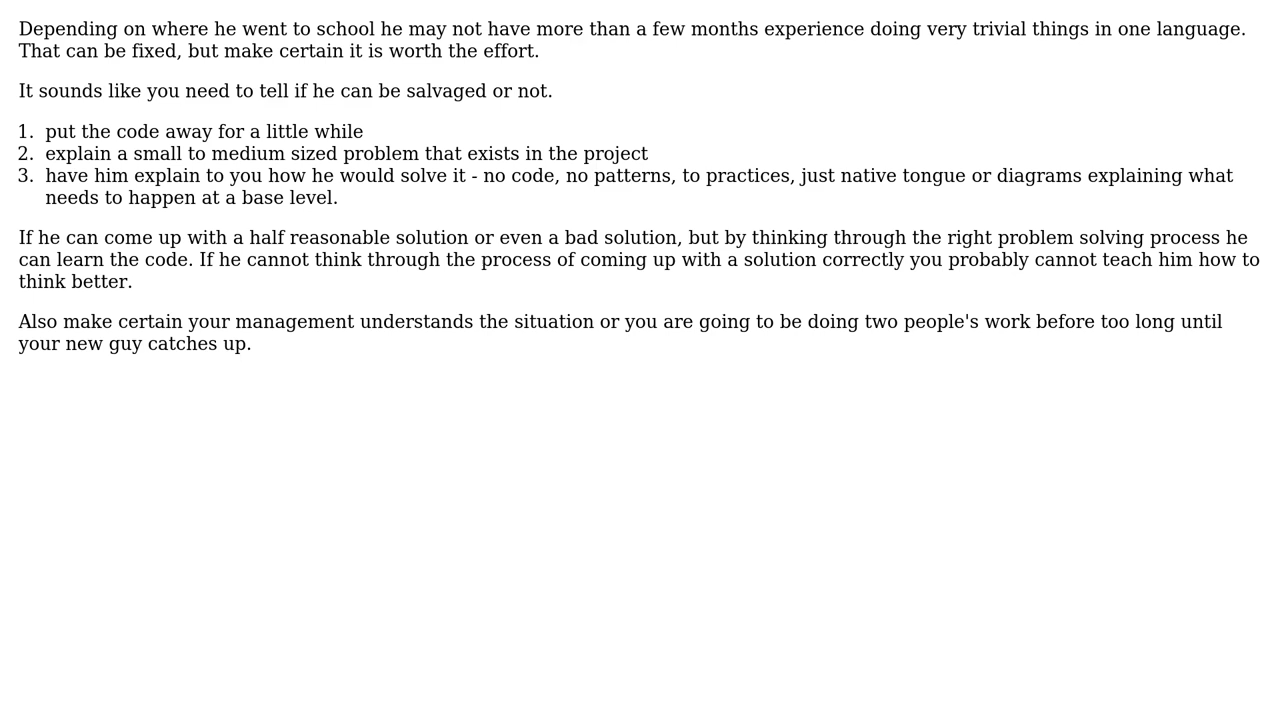 Depending on where he went to school he may not have more than a few months experience doing very trivial things in one language.
That can be fixed, but make certain it is worth the effort.
It sounds like you need to tell if he can be salvaged or not.
1. put the code away for a little while
2. explain a small to medium sized problem that exists in the project
3. have him explain to you how he would solve it - no code, no patterns, to practices, just native tongue or diagrams explaining what
needs to happen at a base level.
If he can come up with a half reasonable solution or even a bad solution, but by thinking through the right problem solving process he
can learn the code. If he cannot think through the process of coming up with a solution correctly you probably cannot teach him how to
think better.
Also make certain your management understands the situation or you are going to be doing two people's work before too long until
your new guy catches up.